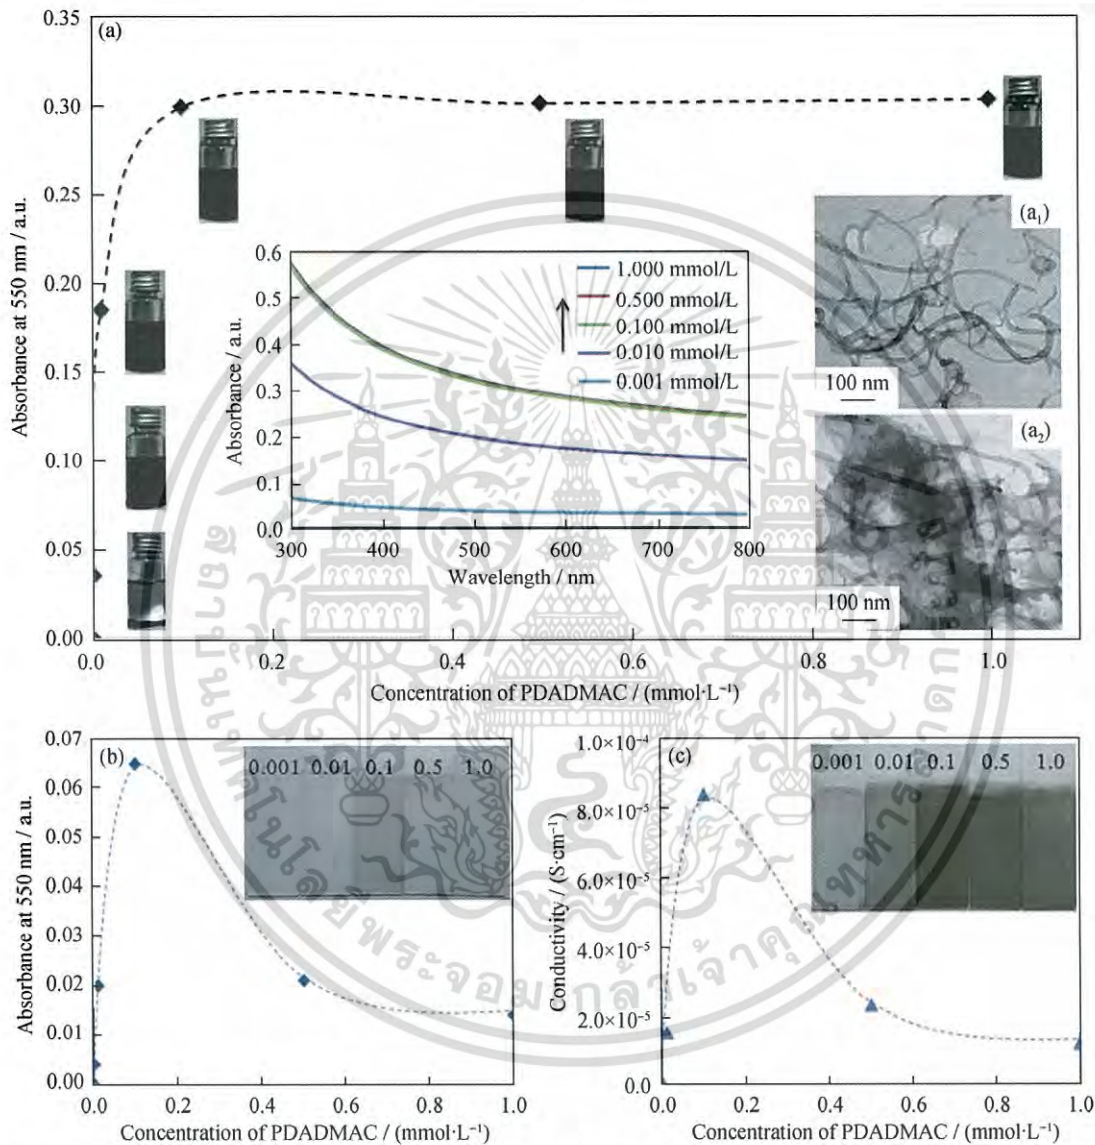 (a)
0.35
0.30
0.25
0.20
0.15
0.10
0.05
0.00
Absorbance at 550 nm / a.u.
0.0
0.2
0.4
0.6
0.8
1.0
Concentration of PDADMAC / (mmol·L⁻¹)
0.6
0.5
0.4
0.3
0.2
0.1
0.0
Absorbance / a.u.
300
400
500
600
700
800
Wavelength / nm
1.000 mmol/L
0.500 mmol/L
0.100 mmol/L
0.010 mmol/L
0.001 mmol/L
(a₁)
100 nm
(a₂)
100 nm
(b)
0.07
0.06
0.05
0.04
0.03
0.02
0.01
0.00
Absorbance at 550 nm / a.u.
0.001 0.01 0.1 0.5 1.0
0.0
0.2
0.4
0.6
0.8
1.0
Concentration of PDADMAC / (mmol·L⁻¹)
(c)
1.0×10⁻⁴
8.0×10⁻⁵
6.0×10⁻⁵
4.0×10⁻⁵
2.0×10⁻⁵
0.0
Conductivity / (S·cm⁻¹)
0.001 0.01 0.1 0.5 1.0
0.0
0.2
0.4
0.6
0.8
1.0
Concentration of PDADMAC / (mmol·L⁻¹)